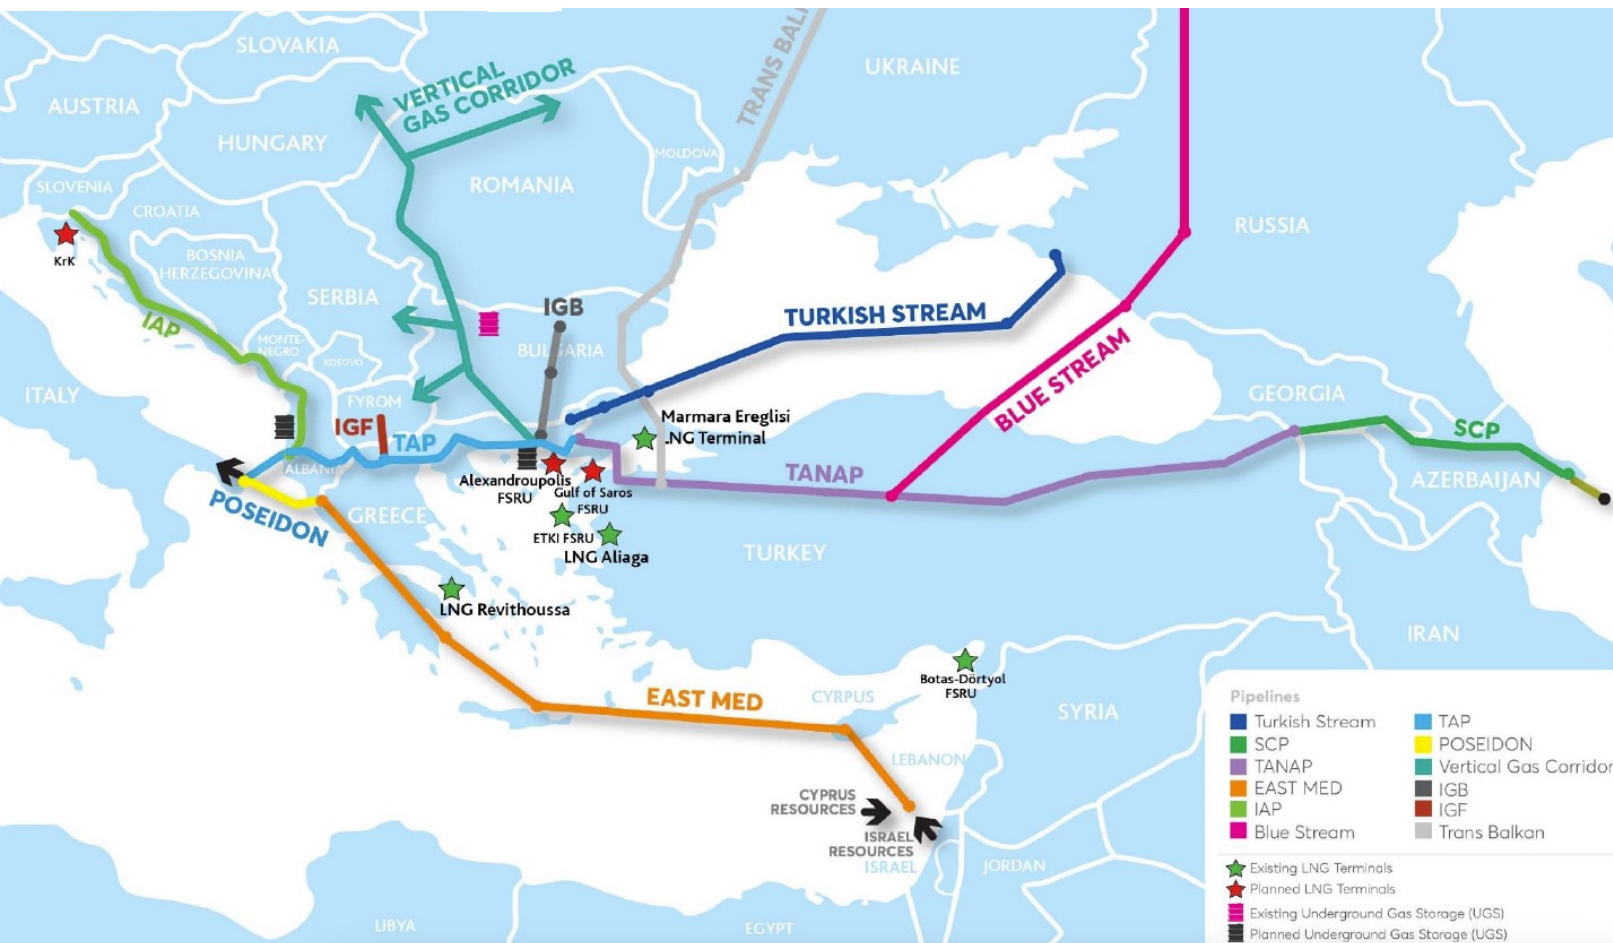 SLOVAKIA
AUSTRIA
HUNGARY
VERTICAL
GAS CORRIDOR
UKRAINE
MOLDOVA
ROMANIA
SLOVENIA
CROATIA
KrK
BOSNIA
HERZEGOVINA
SERBIA
IAP
MONTE-
NEGRO
KOSOVO
IGB
BULGARIA
TRANS BALI
TURKISH STREAM
RUSSIA
BLUE STREAM
GEORGIA
SCP
AZERBAIJAN
ITALY
FYROM
IGF
TAP
ALBANIA
Marmara Ereglisi
LNG Terminal
TANAP
Alexandroupolis
FSRU
Gulf of Saros
FSRU
ETKI FSRU
LNG Aliaga
POSEIDON
GREECE
TURKEY
LNG Revithoussa
IRAN
Botas-Dörtyol
FSRU
EAST MED
CYRPUS
SYRIA
LEBANON
CYPRUS
RESOURCES
ISRAEL
RESOURCES
ISRAEL
JORDAN
LIBYA
EGYPT
Pipelines
Turkish Stream
SCP
TANAP
EAST MED
IAP
Blue Stream
TAP
POSEIDON
Vertical Gas Corridor
IGB
IGF
Trans Balkan
Existing LNG Terminals
Planned LNG Terminals
Existing Underground Gas Storage (UGS)
Planned Underground Gas Storage (UGS)